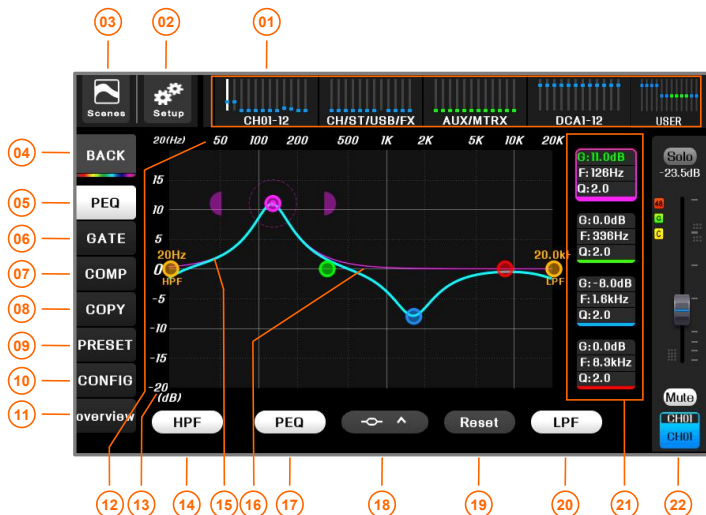 03
02
01
Scenes
Setup
CH01-12
CH/ST/USB/FX
AUX/MTRX
DCA1-12
USER
04
BACK
20(Hz) 50 100 200 500 1K 2K 5K 10K 20K
Solo
-23.5dB
G:11.0dB
F:126Hz
Q:2.0
15
05
PEQ
10
48
G
C
06
GATE
5
G:0.0dB
F:336Hz
Q:2.0
20Hz
20.0k
07
COMP
0
HPF
LPF
08
COPY
-5
G:-8.0dB
F:1.6kHz
Q:2.0
09
PRESET
-10
10
CONFIG
-15
G:0.0dB
F:8.3kHz
Q:2.0
-20
(dB)
Mute
11
overview
HPF
PEQ
^
Reset
LPF
CH01
CH01
12
13
14
15
16
17
18
19
20
21
22